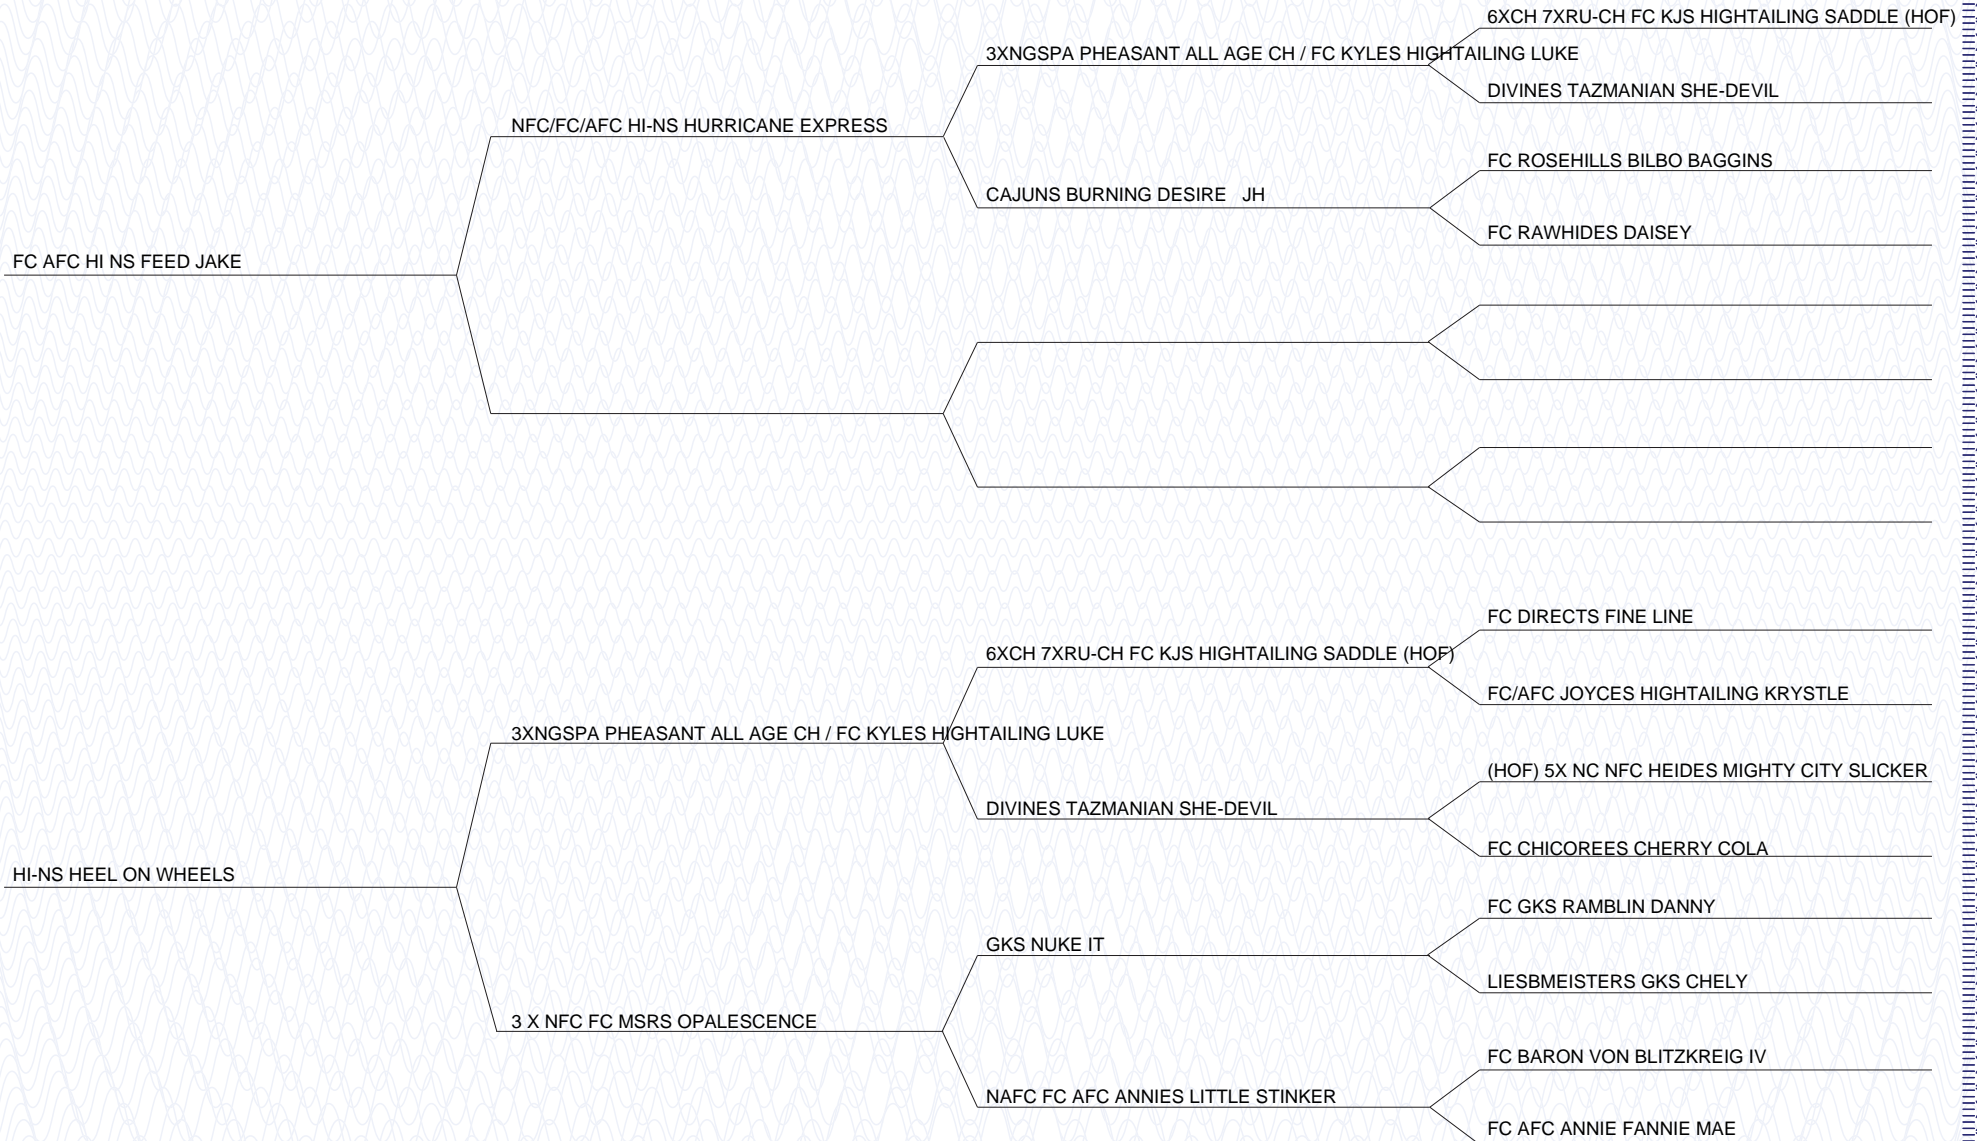 6XCH 7XRU-CH FC KJS HIGHTAILING SADDLE (HOF)
3XNGSPA PHEASANT ALL AGE CH / FC KYLES HIGHTAILING LUKE
DIVINES TAZMANIAN SHE-DEVIL
NFC/FC/AFC HI-NS HURRICANE EXPRESS
FC ROSEHILLS BILBO BAGGINS
CAJUNS BURNING DESIRE   JH
FC RAWHIDES DAISEY
FC AFC HI NS FEED JAKE
FC DIRECTS FINE LINE
6XCH 7XRU-CH FC KJS HIGHTAILING SADDLE (HOF)
FC/AFC JOYCES HIGHTAILING KRYSTLE
3XNGSPA PHEASANT ALL AGE CH / FC KYLES HIGHTAILING LUKE
(HOF) 5X NC NFC HEIDES MIGHTY CITY SLICKER
DIVINES TAZMANIAN SHE-DEVIL
FC CHICOREES CHERRY COLA
HI-NS HEEL ON WHEELS
FC GKS RAMBLIN DANNY
GKS NUKE IT
LIESBMEISTERS GKS CHELY
3 X NFC FC MSRS OPALESCENCE
FC BARON VON BLITZKREIG IV
NAFC FC AFC ANNIES LITTLE STINKER
FC AFC ANNIE FANNIE MAE